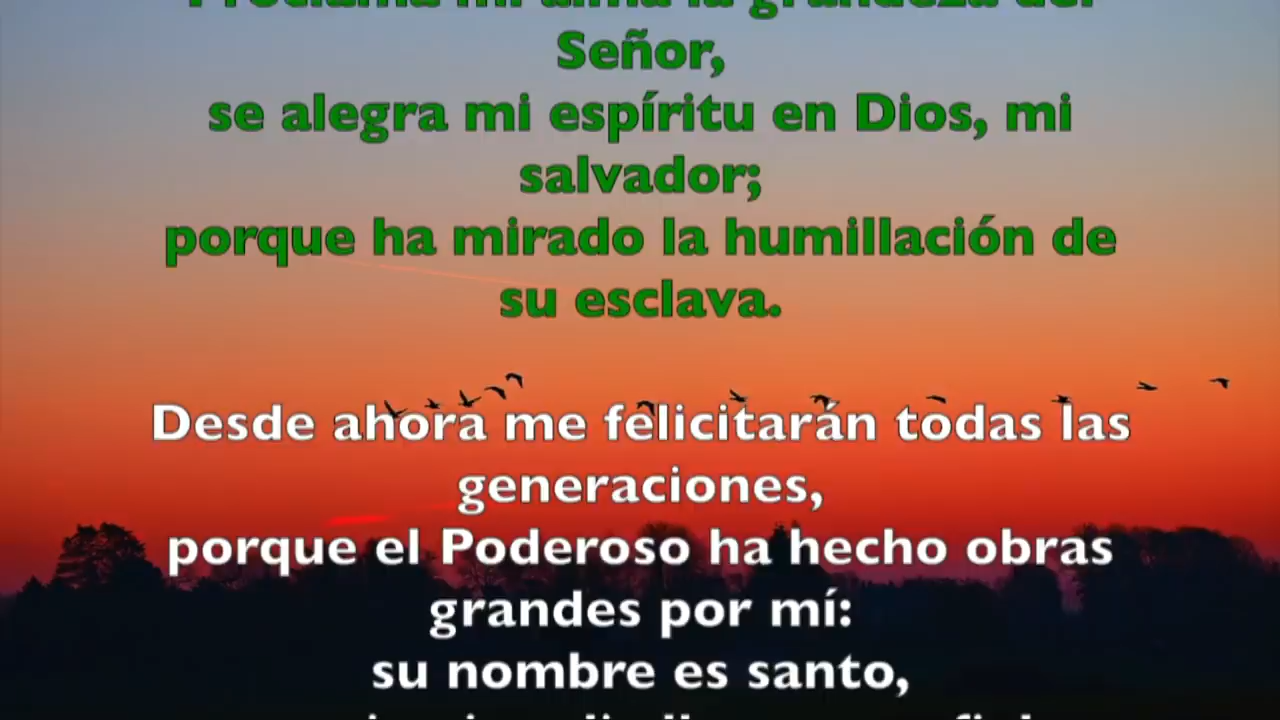 Proclama mi alma la grandeza del
Señor,
se alegra mi espíritu en Dios, mi
salvador;
porque ha mirado la humillación de
su esclava.
Desde ahora me felicitarán todas las
generaciones,
porque el Poderoso ha hecho obras
grandes por mí:
su nombre es santo,